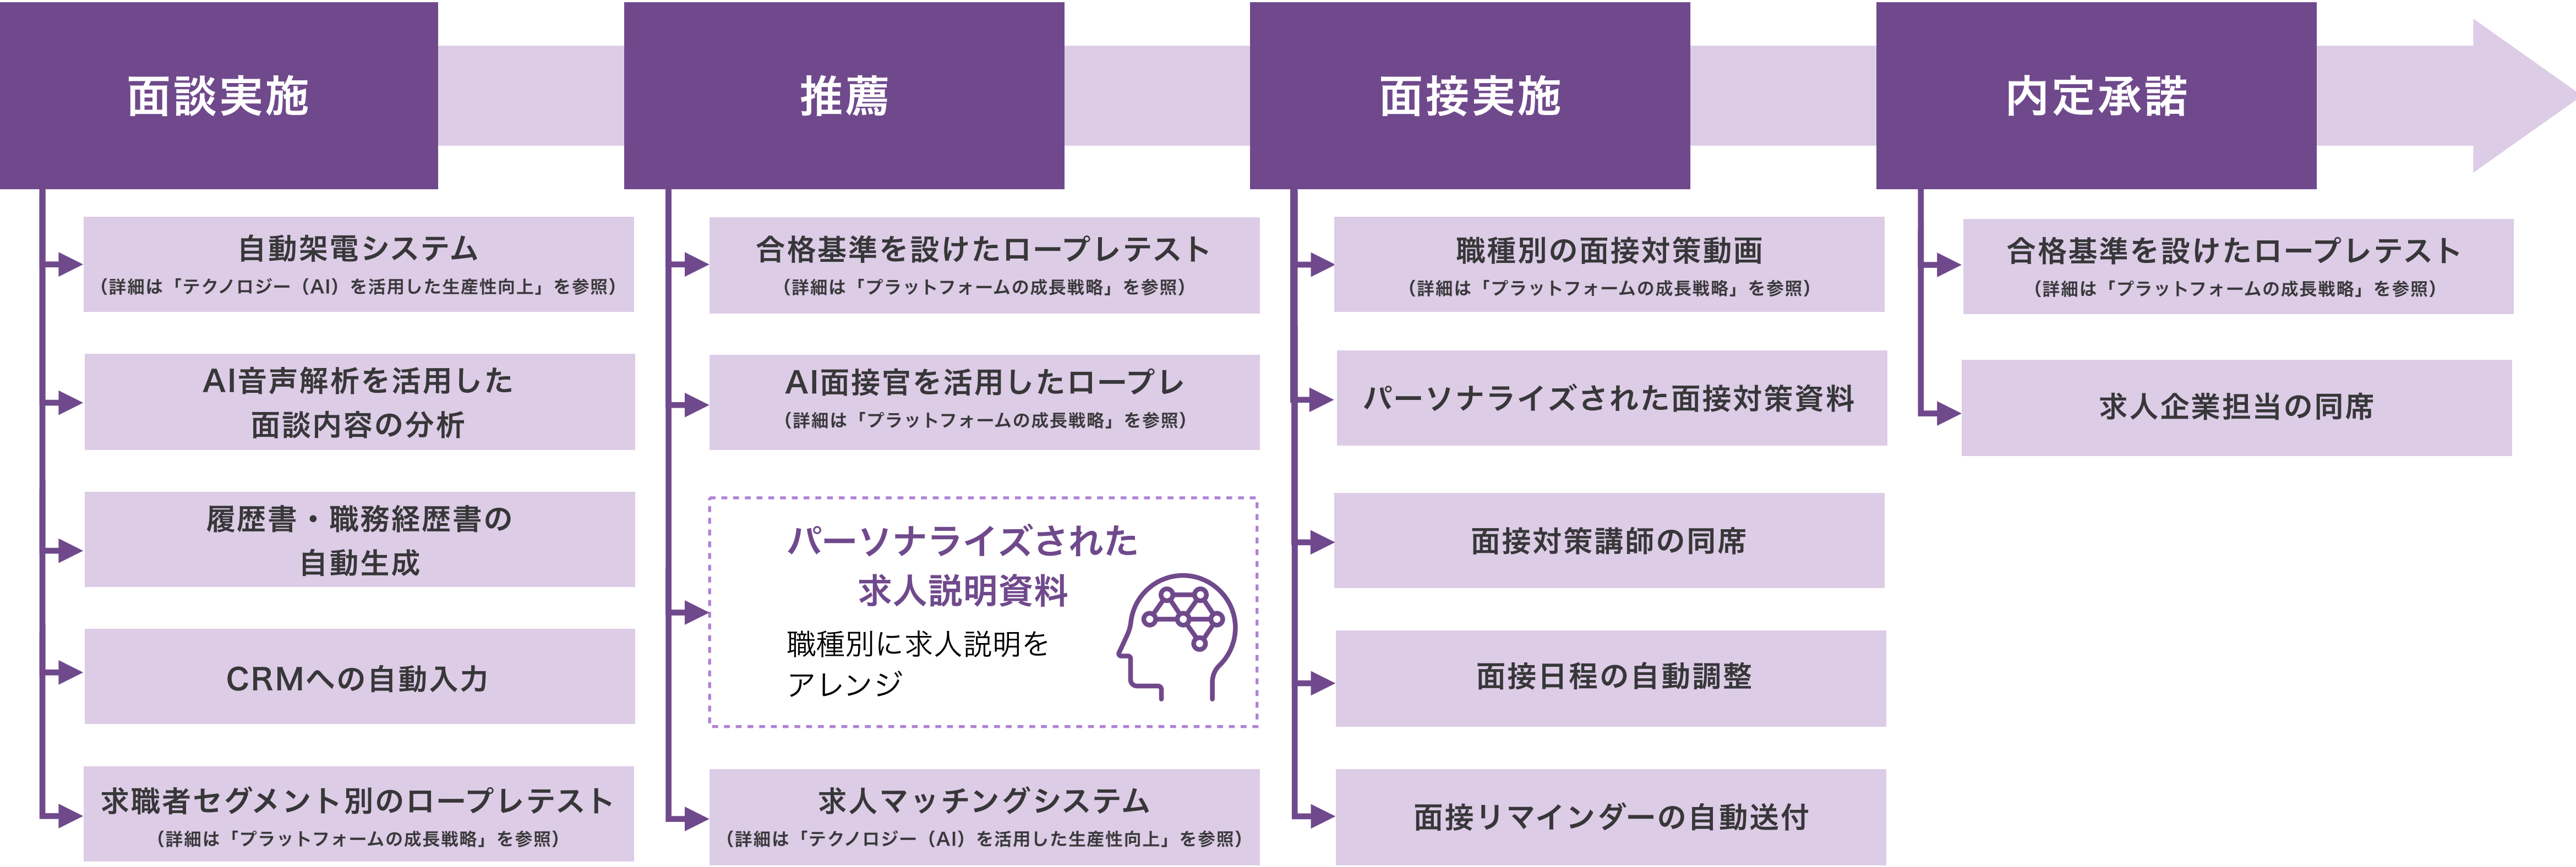 面談実施
自動架電システム
（詳細は「テクノロジー（AI）を活用した生産性向上」を参照）
AI音声解析を活用した
面談内容の分析
履歴書・職務経歴書の
自動生成
CRMへの自動入力
求職者セグメント別のロープレテスト
（詳細は「プラットフォームの成長戦略」を参照）
推薦
合格基準を設けたロープレテスト
（詳細は「プラットフォームの成長戦略」を参照）
AI面接官を活用したロープレ
（詳細は「プラットフォームの成長戦略」を参照）
パーソナライズされた
求人説明資料
職種別に求人説明を
アレンジ
求人マッチングシステム
（詳細は「テクノロジー（AI）を活用した生産性向上」を参照）
面接実施
職種別の面接対策動画
（詳細は「プラットフォームの成長戦略」を参照）
パーソナライズされた面接対策資料
面接対策講師の同席
面接日程の自動調整
面接リマインダーの自動送付
内定承諾
合格基準を設けたロープレテスト
（詳細は「プラットフォームの成長戦略」を参照）
求人企業担当の同席